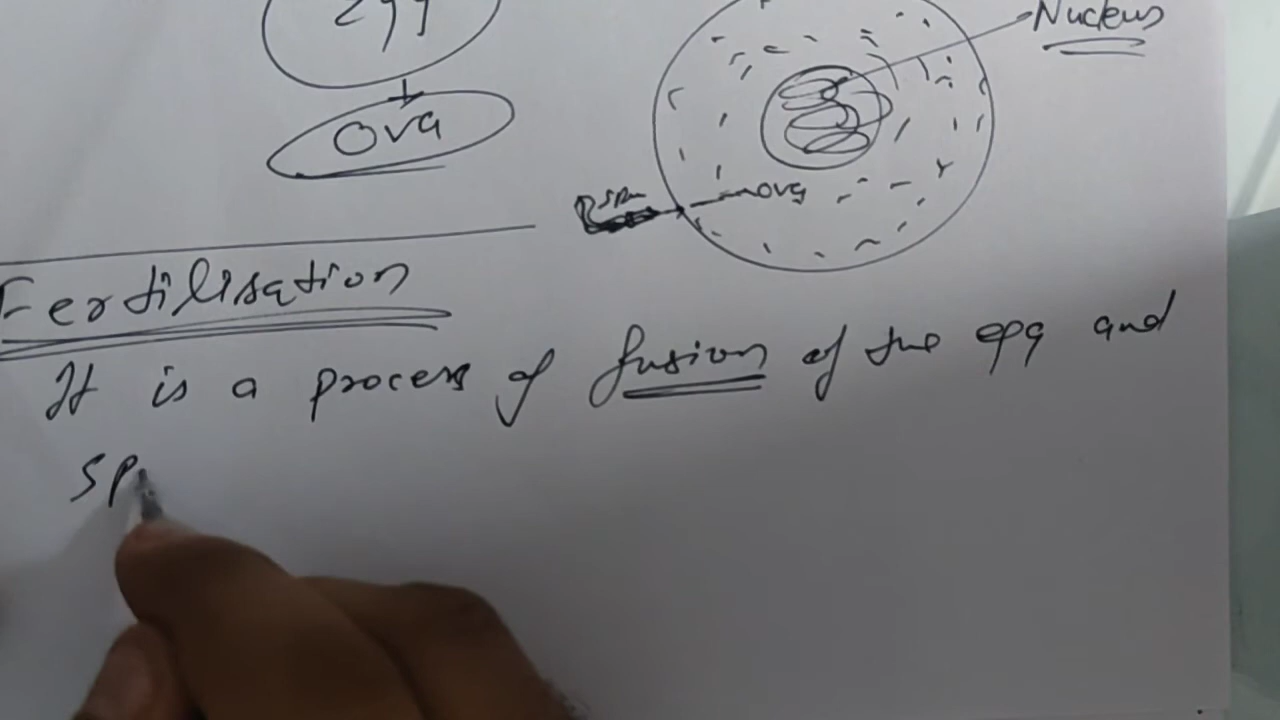 Egg
Nucleus
Ova
ova
Fertilisation
It is a process of fusion of the egg and
sp